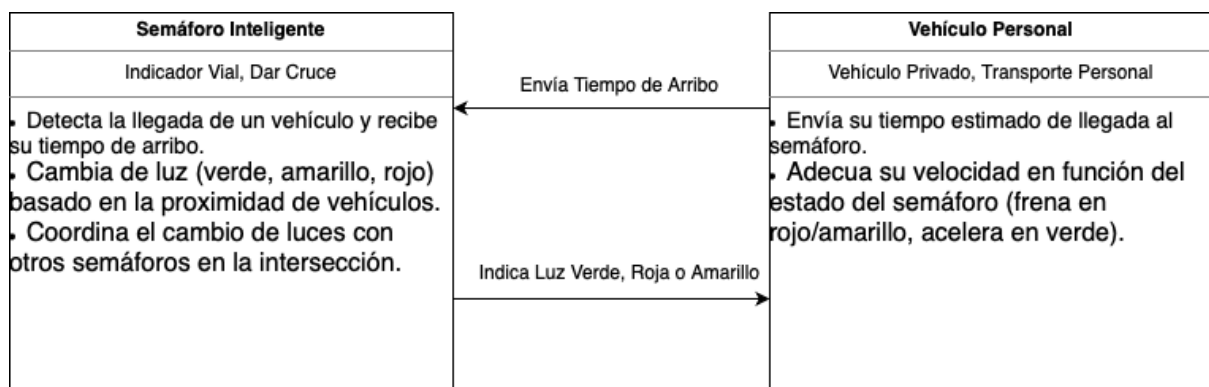 Semáforo Inteligente
Indicador Vial, Dar Cruce
• Detecta la llegada de un vehículo y recibe
su tiempo de arribo.
• Cambia de luz (verde, amarillo, rojo)
basado en la proximidad de vehículos.
• Coordina el cambio de luces con
otros semáforos en la intersección.
Envía Tiempo de Arribo
Indica Luz Verde, Roja o Amarillo
Vehículo Personal
Vehículo Privado, Transporte Personal
• Envía su tiempo estimado de llegada al
semáforo.
• Adecua su velocidad en función del
estado del semáforo (frena en
rojo/amarillo, acelera en verde).